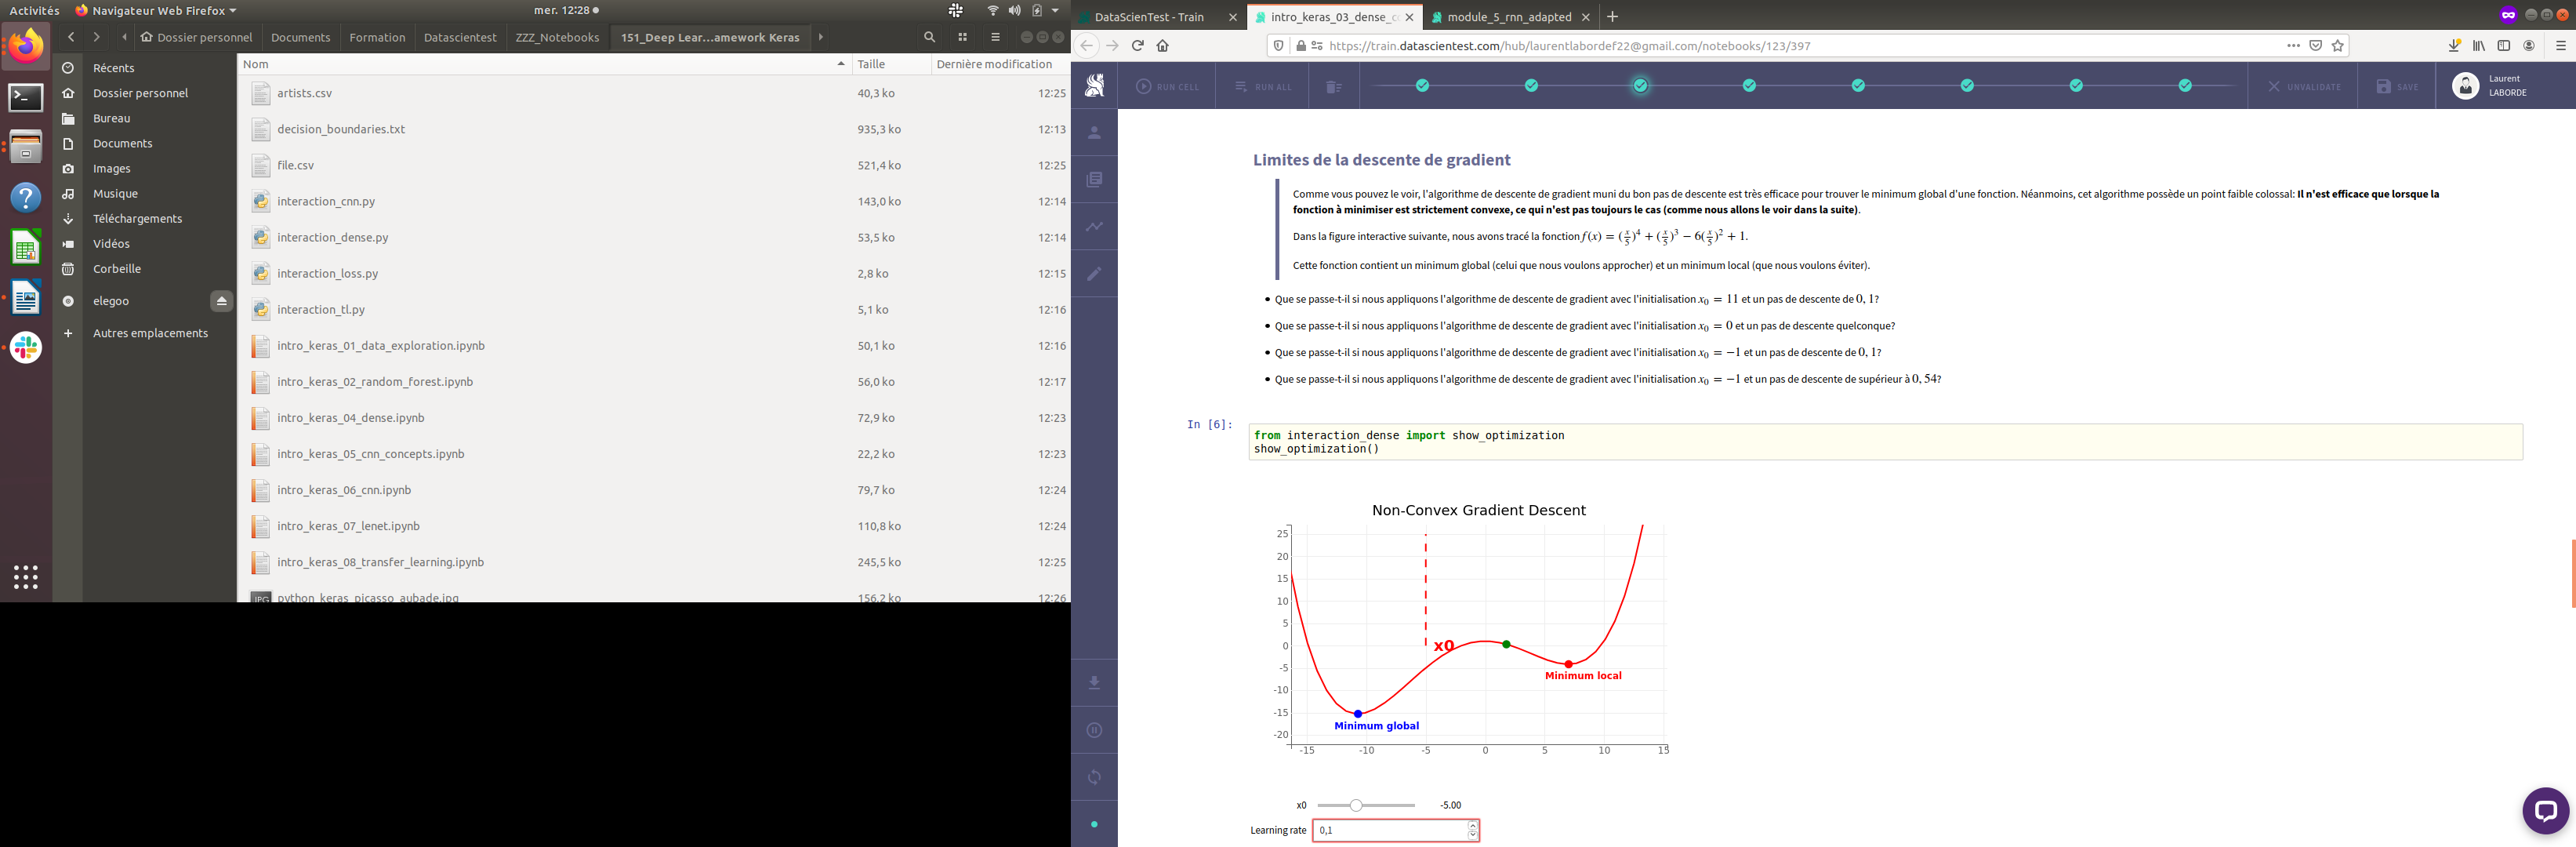 Activités
Navigateur Web Firefox
mer. 12:28
Dossier personnel
Documents
Formation
Datascientest
ZZZ_Notebooks
151_Deep Lear...amework Keras
Récents
Dossier personnel
Bureau
Documents
Images
Musique
Téléchargements
Vidéos
Corbeille
elegoo
Autres emplacements
Nom Taille Dernière modification
artists.csv 40,3 ko 12:25
decision_boundaries.txt 935,3 ko 12:13
file.csv 521,4 ko 12:25
interaction_cnn.py 143,0 ko 12:14
interaction_dense.py 53,5 ko 12:14
interaction_loss.py 2,8 ko 12:15
interaction_tl.py 5,1 ko 12:16
intro_keras_01_data_exploration.ipynb 50,1 ko 12:16
intro_keras_02_random_forest.ipynb 56,0 ko 12:17
intro_keras_04_dense.ipynb 72,9 ko 12:23
intro_keras_05_cnn_concepts.ipynb 22,2 ko 12:23
intro_keras_06_cnn.ipynb 79,7 ko 12:24
intro_keras_07_lenet.ipynb 110,8 ko 12:24
intro_keras_08_transfer_learning.ipynb 245,5 ko 12:25
python_keras_picasso_aubade.jpg 156,2 ko 12:26
DataScienTest - Train
intro_keras_03_dense_c
module_5_rnn_adapted
https://train.datascientest.com/hub/laurentlabordef22@gmail.com/notebooks/123/397
RUN CELL
RUN ALL
UNVALIDATE
SAVE
Laurent
LABORDE
Limites de la descente de gradient
Comme vous pouvez le voir, l'algorithme de descente de gradient muni du bon pas de descente est très efficace pour trouver le minimum global d'une fonction. Néanmoins, cet algorithme possède un point faible colossal: Il n'est efficace que lorsque la
fonction à minimiser est strictement convexe, ce qui n'est pas toujours le cas (comme nous allons le voir dans la suite).
Dans la figure interactive suivante, nous avons tracé la fonction f(x) = (x/5)^4 + (x/5)^3 − 6(x/5)^2 + 1.
Cette fonction contient un minimum global (celui que nous voulons approcher) et un minimum local (que nous voulons éviter).
• Que se passe-t-il si nous appliquons l'algorithme de descente de gradient avec l'initialisation x0 = 11 et un pas de descente de 0, 1?
• Que se passe-t-il si nous appliquons l'algorithme de descente de gradient avec l'initialisation x0 = 0 et un pas de descente quelconque?
• Que se passe-t-il si nous appliquons l'algorithme de descente de gradient avec l'initialisation x0 = −1 et un pas de descente de 0, 1?
• Que se passe-t-il si nous appliquons l'algorithme de descente de gradient avec l'initialisation x0 = −1 et un pas de descente de supérieur à 0, 54?
In [6]:
from interaction_dense import show_optimization
show_optimization()
Non-Convex Gradient Descent
25
20
15
10
5
0
-5
-10
-15
-20
x0
Minimum local
Minimum global
-15 -10 -5 0 5 10 15
x0 -5.00
Learning rate 0,1